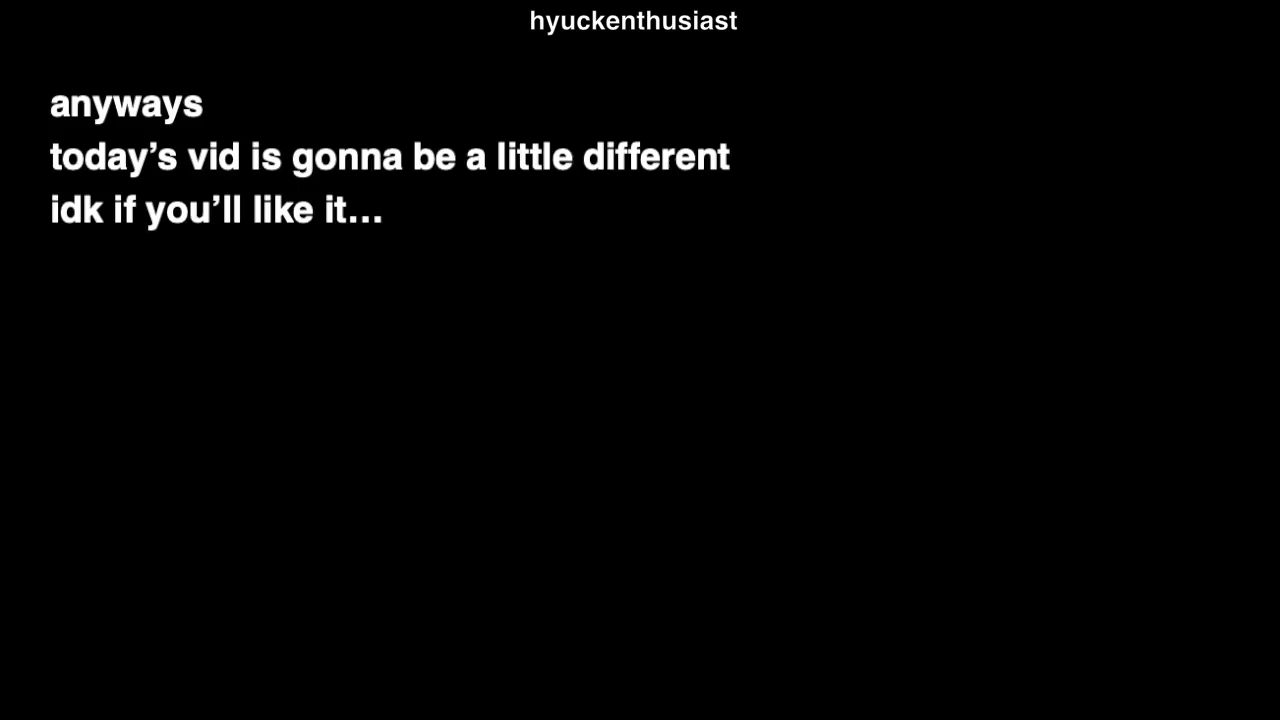 hyuckenthusiast
anyways
today’s vid is gonna be a little different
idk if you’ll like it...